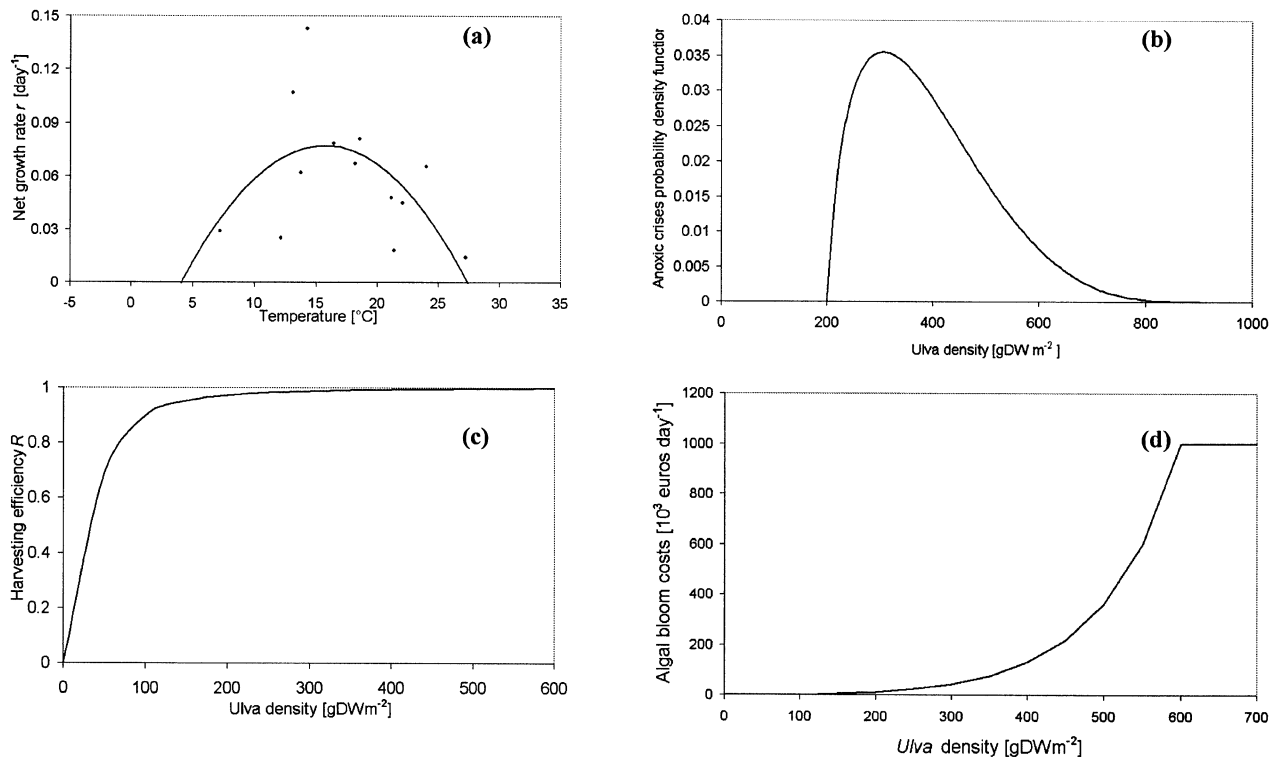 (a)
Net growth rate r [day-1]
0.15
0.12
0.09
0.06
0.03
0
-5 0 5 10 15 20 25 30 35
Temperature [°C]
(b)
Anoxic crises probability density functior
0.04
0.035
0.03
0.025
0.02
0.015
0.01
0.005
0
0 200 400 600 800 1000
Ulva density [gDW m-2 ]
(c)
Harvesting efficiency R
1
0.8
0.6
0.4
0.2
0
0 100 200 300 400 500 600
Ulva density [gDWm-2]
(d)
Algal bloom costs [10³ euros day-1]
1200
1000
800
600
400
200
0
0 100 200 300 400 500 600 700
Ulva density [gDWm-2]